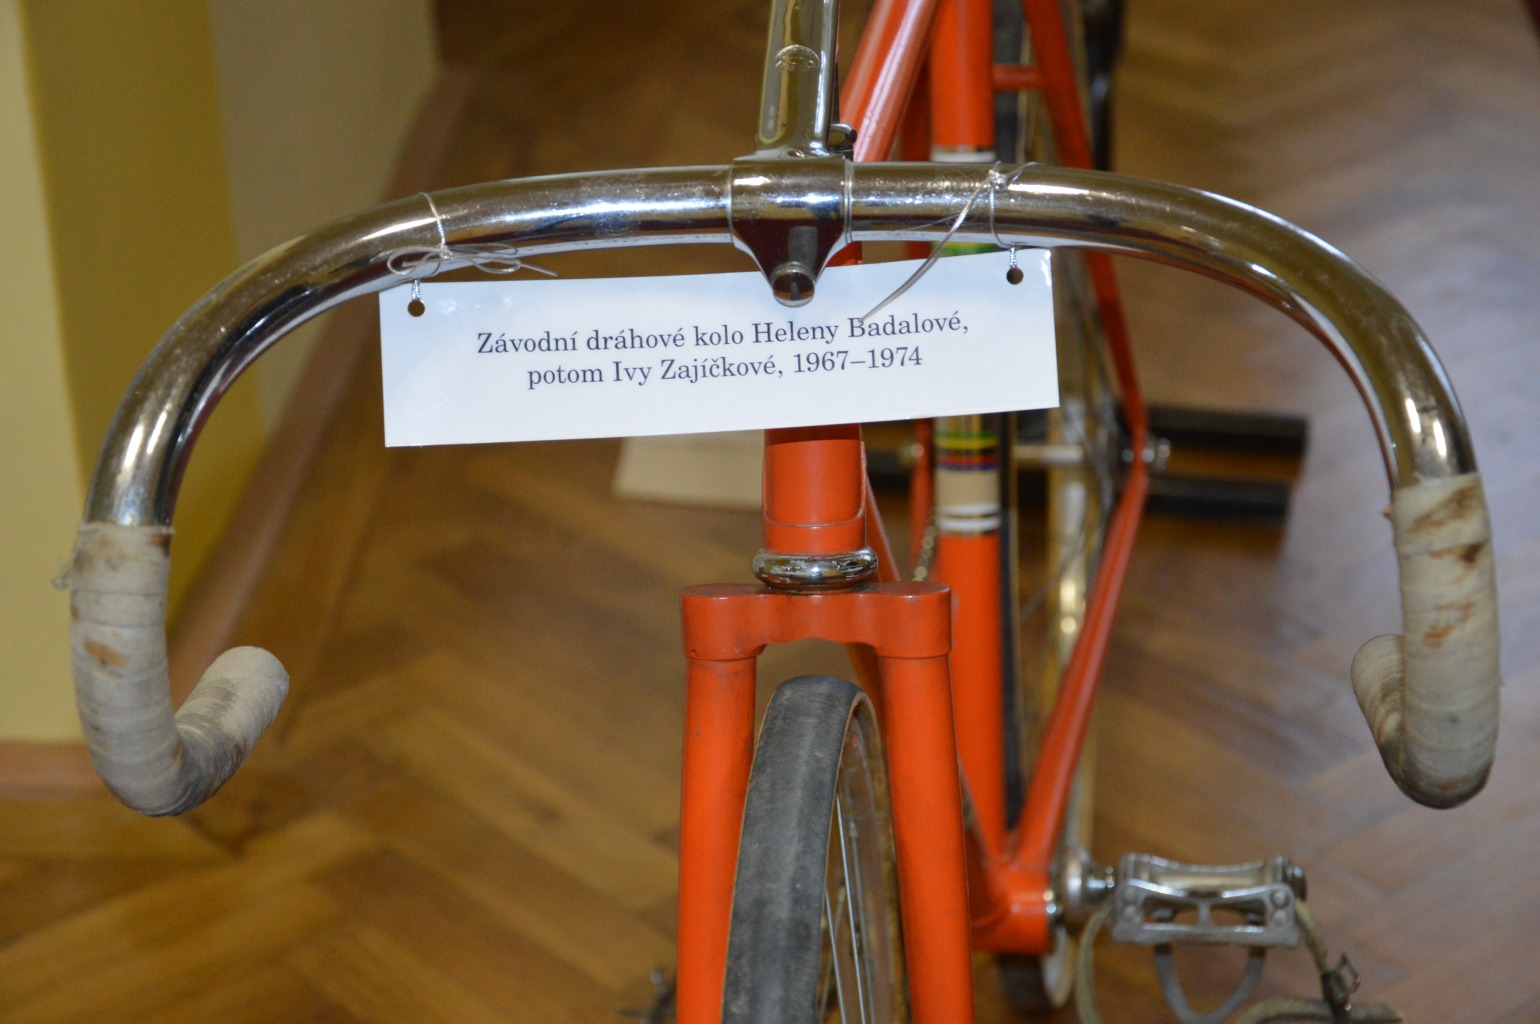 Závodní dráhové kolo Heleny Badalové,
potom Ivy Zajíčkové, 1967–1974